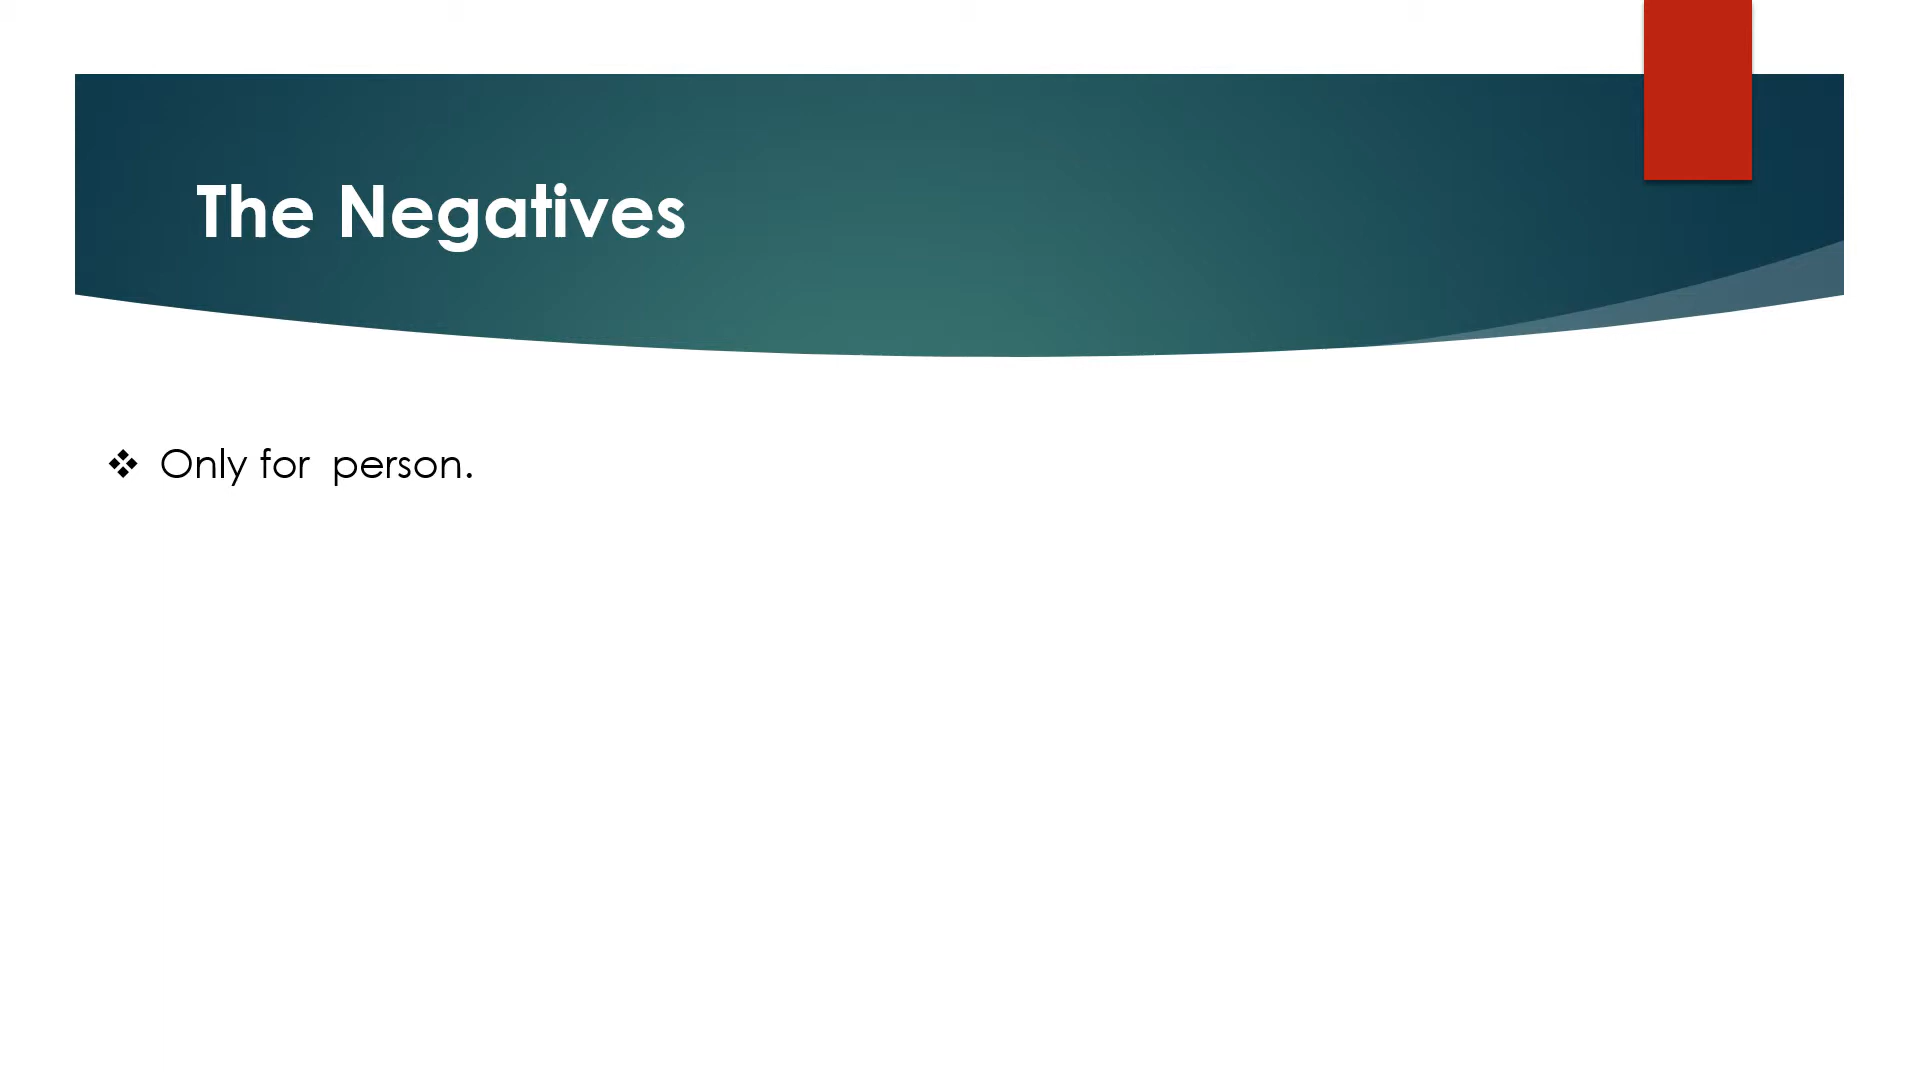 The Negatives
❖ Only for  person.